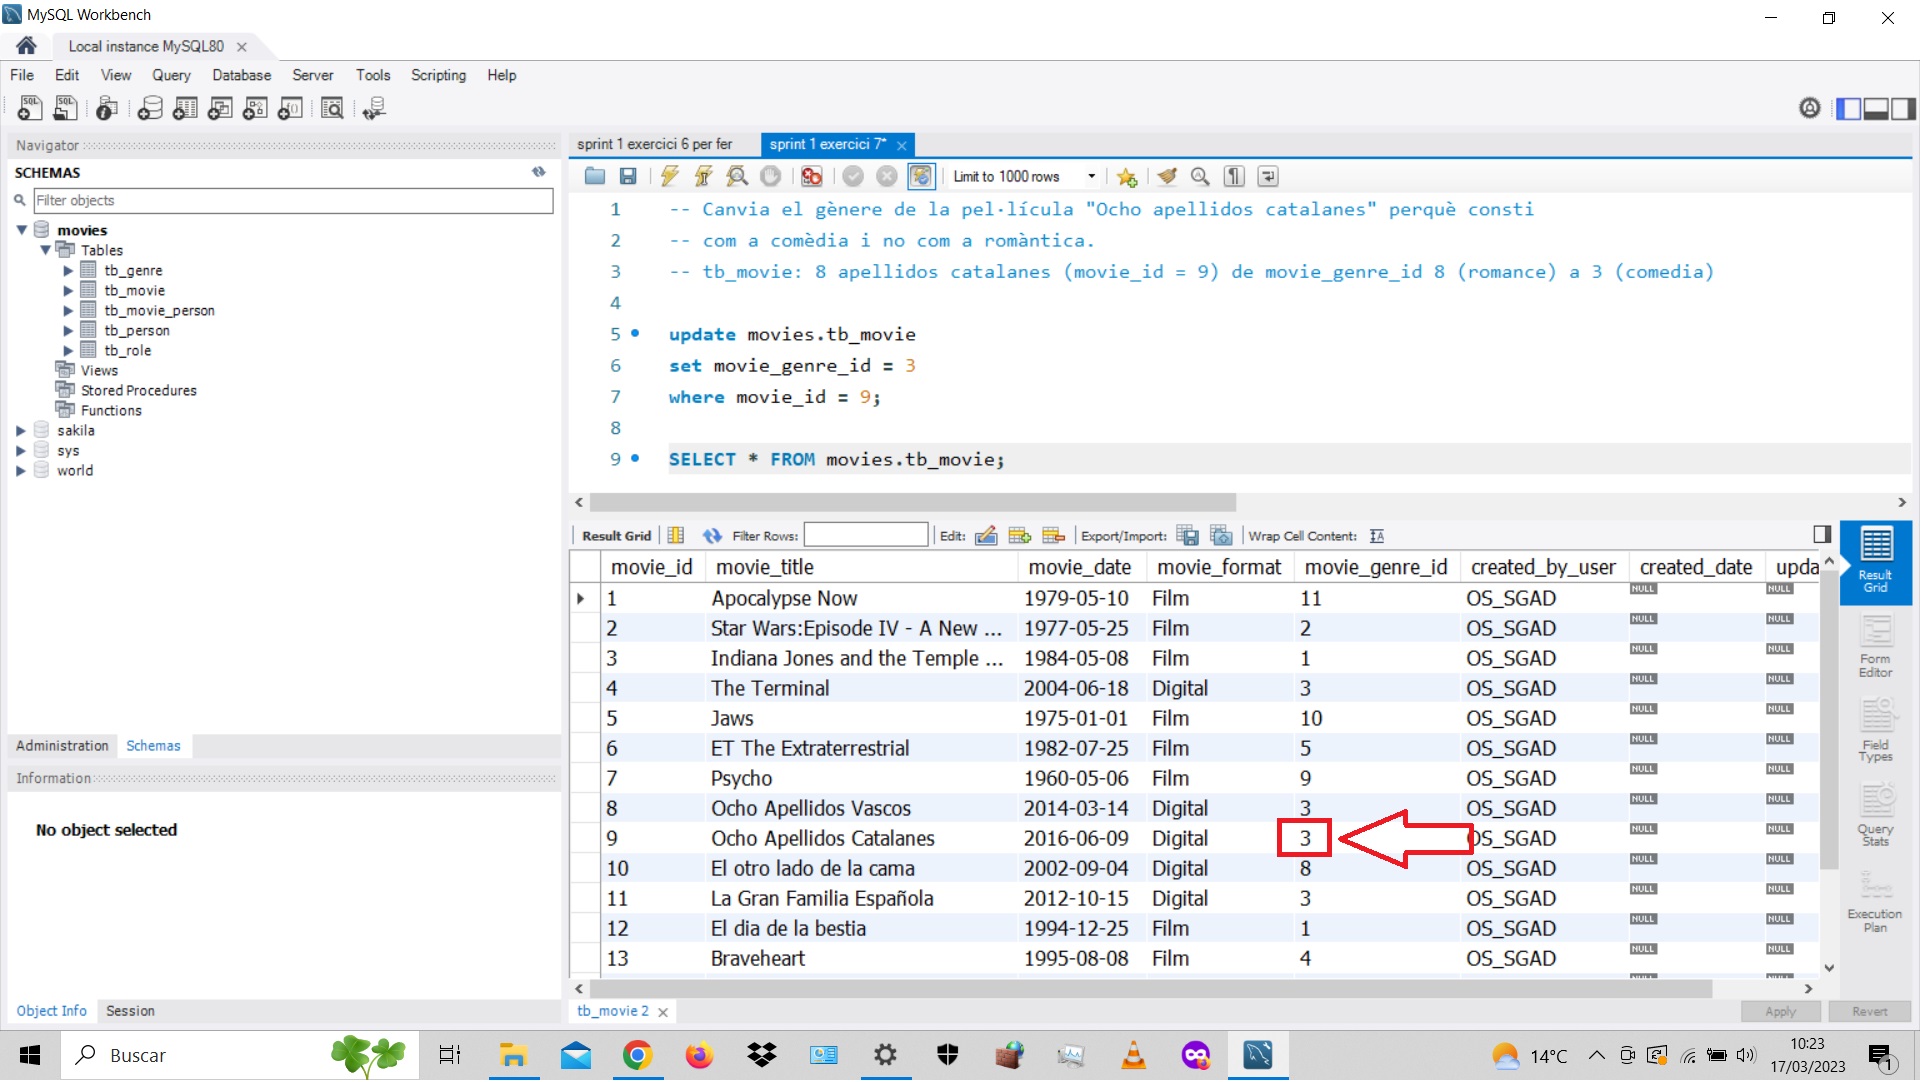 MySQL Workbench
Local instance MySQL80
File Edit View Query Database Server Tools Scripting Help
Navigator
SCHEMAS
Filter objects
movies
Tables
tb_genre
tb_movie
tb_movie_person
tb_person
tb_role
Views
Stored Procedures
Functions
sakila
sys
world
Administration Schemas
Information
No object selected
Object Info Session
sprint 1 exercici 6 per fer sprint 1 exercici 7*
Limit to 1000 rows
1 -- Canvia el gènere de la pel·lícula "Ocho apellidos catalanes" perquè consti
2 -- com a comèdia i no com a romàntica.
3 -- tb_movie: 8 apellidos catalanes (movie_id = 9) de movie_genre_id 8 (romance) a 3 (comedia)
4
5 update movies.tb_movie
6 set movie_genre_id = 3
7 where movie_id = 9;
8
9 SELECT * FROM movies.tb_movie;
Result Grid Filter Rows: Edit: Export/Import: Wrap Cell Content:
movie_id movie_title movie_date movie_format movie_genre_id created_by_user created_date upda
1 Apocalypse Now 1979-05-10 Film 11 OS_SGAD NULL NULL
2 Star Wars:Episode IV - A New ... 1977-05-25 Film 2 OS_SGAD NULL NULL
3 Indiana Jones and the Temple ... 1984-05-08 Film 1 OS_SGAD NULL NULL
4 The Terminal 2004-06-18 Digital 3 OS_SGAD NULL NULL
5 Jaws 1975-01-01 Film 10 OS_SGAD NULL NULL
6 ET The Extraterrestrial 1982-07-25 Film 5 OS_SGAD NULL NULL
7 Psycho 1960-05-06 Film 9 OS_SGAD NULL NULL
8 Ocho Apellidos Vascos 2014-03-14 Digital 3 OS_SGAD NULL NULL
9 Ocho Apellidos Catalanes 2016-06-09 Digital 3 OS_SGAD NULL NULL
10 El otro lado de la cama 2002-09-04 Digital 8 OS_SGAD NULL NULL
11 La Gran Familia Española 2012-10-15 Digital 3 OS_SGAD NULL NULL
12 El dia de la bestia 1994-12-25 Film 1 OS_SGAD NULL NULL
13 Braveheart 1995-08-08 Film 4 OS_SGAD NULL NULL
Result
Grid
Form
Editor
Field
Types
Query
Stats
Execution
Plan
tb_movie 2
Apply Revert
Buscar
14°C
10:23
17/03/2023
1